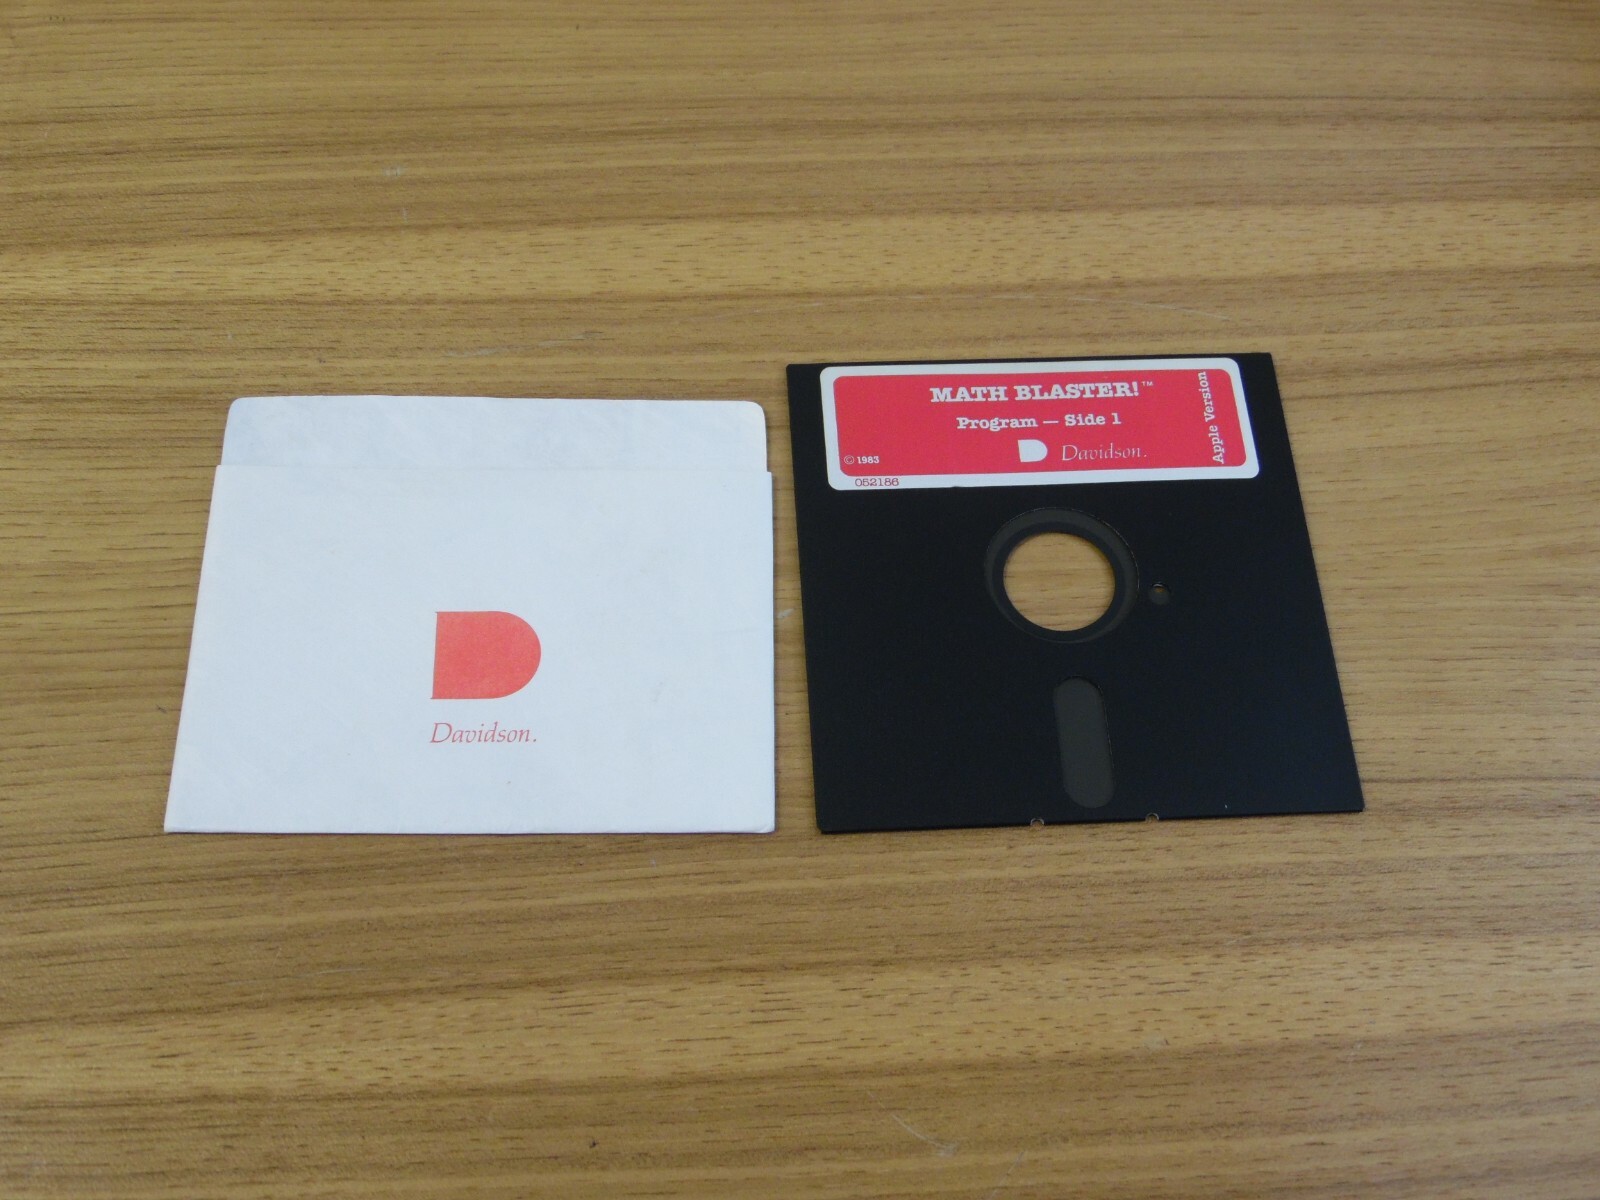 Davidson.
MATH BLASTER!™
Program — Side 1
Davidson.
© 1983
Apple Version
052186